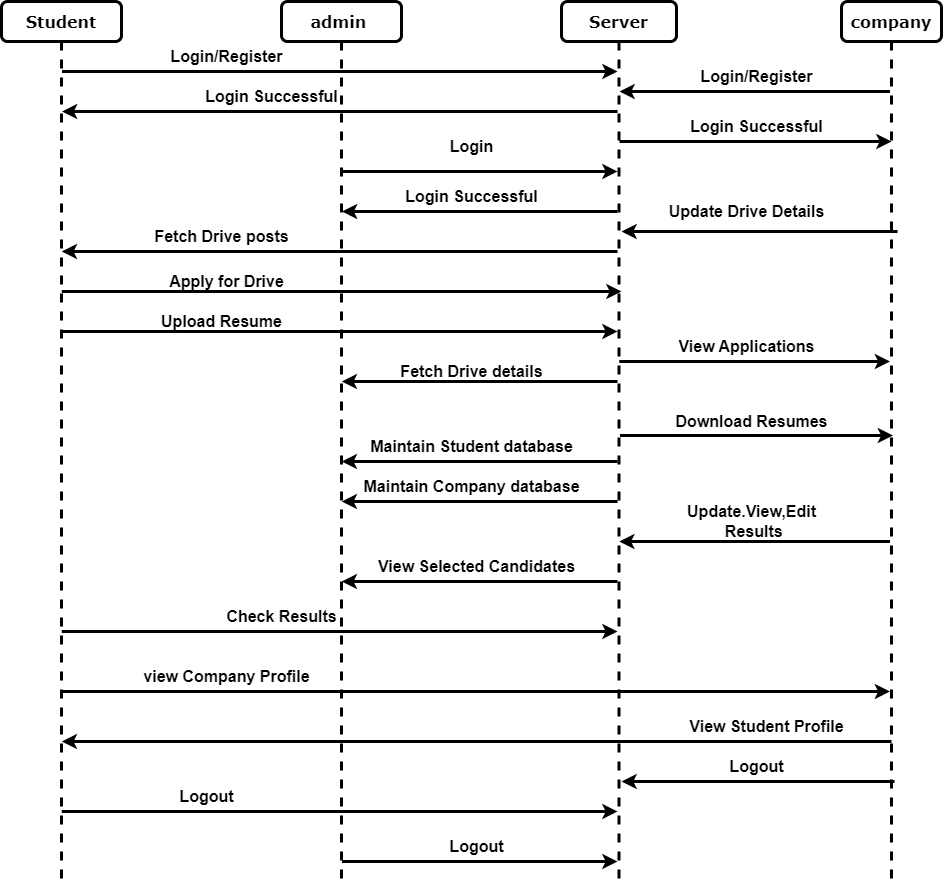 Student
admin
Server
company
Login/Register
Login/Register
Login Successful
Login Successful
Login
Login Successful
Update Drive Details
Fetch Drive posts
Apply for Drive
Upload Resume
View Applications
Fetch Drive details
Download Resumes
Maintain Student database
Maintain Company database
Update.View,Edit
Results
View Selected Candidates
Check Results
view Company Profile
View Student Profile
Logout
Logout
Logout